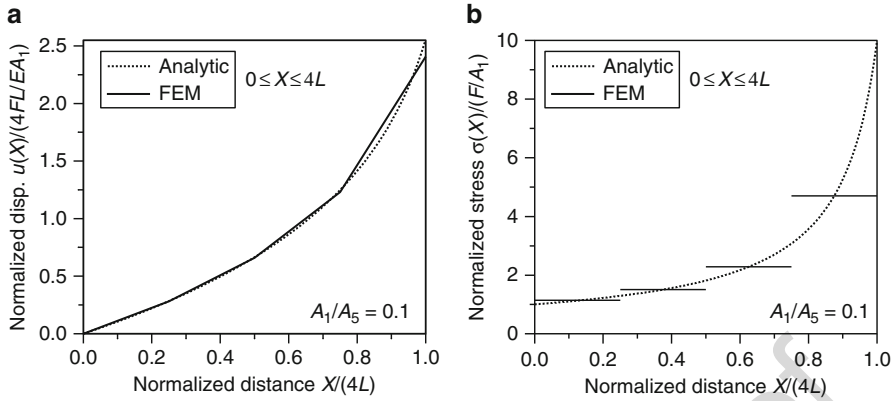 a
Normalized disp. u(X)/(4FL/EA₁)
2.5
2.0
1.5
1.0
0.5
0.0
Analytic
FEM
0 ≤ X ≤ 4L
A₁/A₅ = 0.1
0.0 0.2 0.4 0.6 0.8 1.0
Normalized distance X/(4L)
b
Normalized stress σ(X)/(F/A₁)
10
8
6
4
2
0
Analytic
FEM
0 ≤ X ≤ 4L
A₁/A₅ = 0.1
0.0 0.2 0.4 0.6 0.8 1.0
Normalized distance X/(4L)